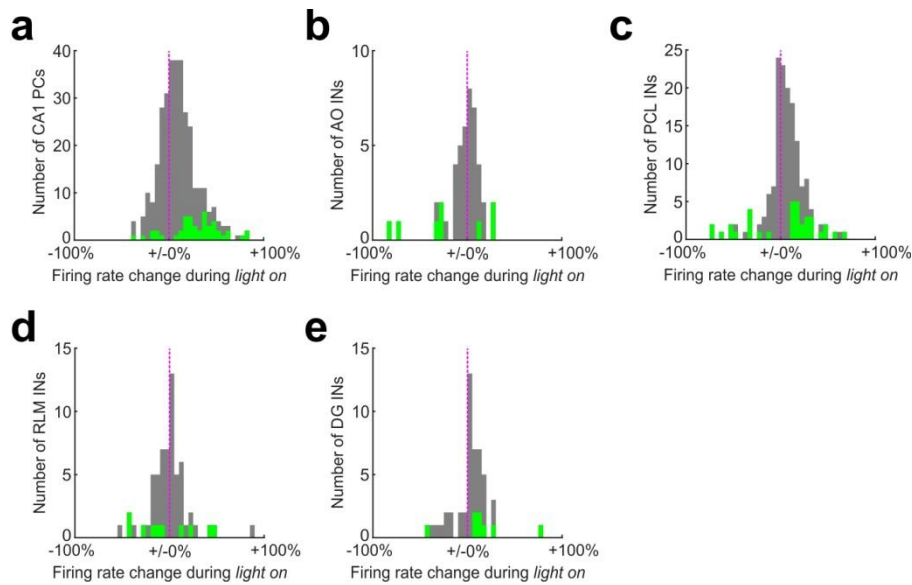 a
b
c
40
30
20
10
0
Number of CA1 PCs
-100%
+/-0%
+100%
Firing rate change during light on
10
5
0
Number of AO INs
-100%
+/-0%
+100%
Firing rate change during light on
25
20
15
10
5
0
Number of PCL INs
-100%
+/-0%
+100%
Firing rate change during light on
d
e
15
10
5
0
Number of RLM INs
-100%
+/-0%
+100%
Firing rate change during light on
15
10
5
0
Number of DG INs
-100%
+/-0%
+100%
Firing rate change during light on